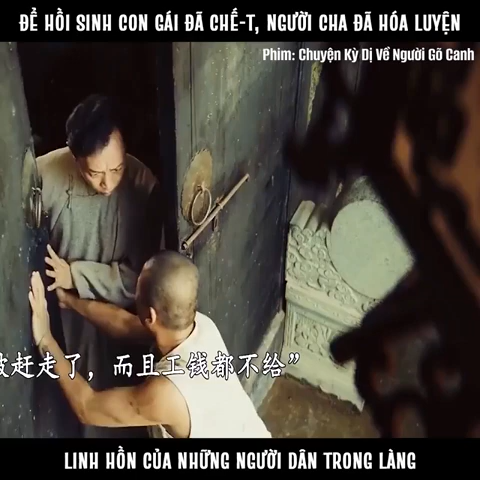 ĐỂ HỒI SINH CON GÁI ĐÃ CHẾ-T, NGƯỜI CHA ĐÃ HÓA LUYỆN
Phim: Chuyện Kỳ Dị Về Người Gõ Canh
被赶走了，而且工钱都不给”
LINH HỒN CỦA NHỮNG NGƯỜI DÂN TRONG LÀNG